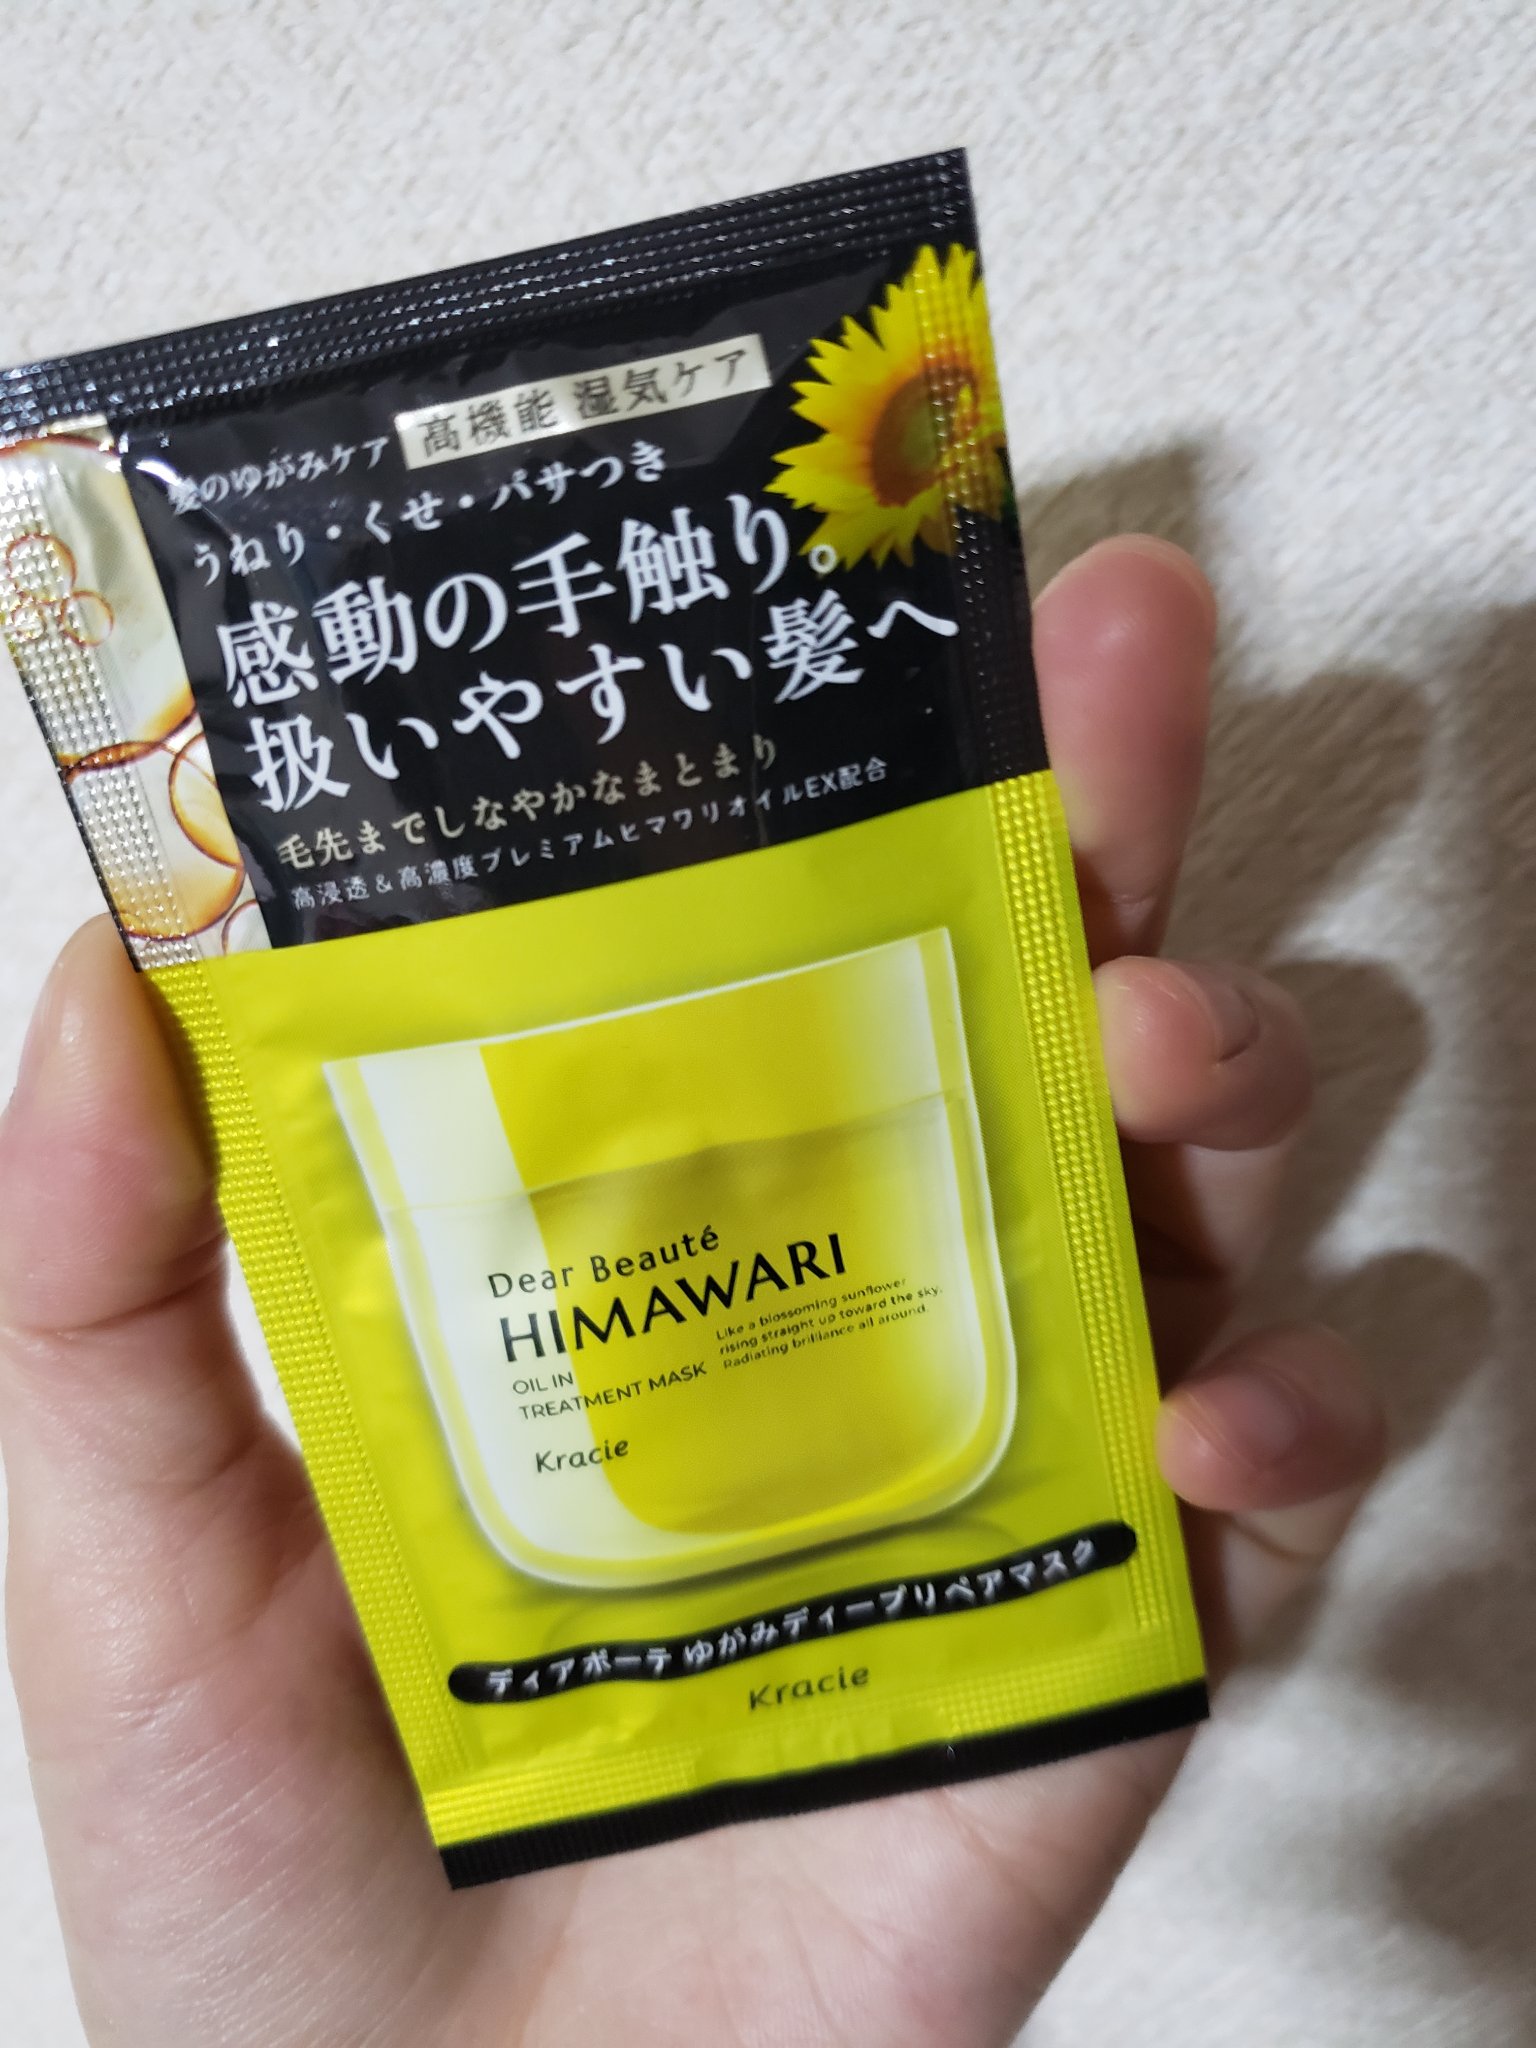 髪のゆがみケア 高機能 湿気ケア
うねり・くせ・パサつき
感動の手触り。
扱いやすい髪へ
毛先までしなやかなまとまり
高浸透&高濃度プレミアムヒマワリオイルEX配合
Dear Beauté
HIMAWARI
OIL IN
TREATMENT MASK
Like a blossoming sunflower
rising straight up toward the sky.
Radiating brilliance all around.
Kracie
ディアボーテ ゆがみディープリペアマスク
Kracie